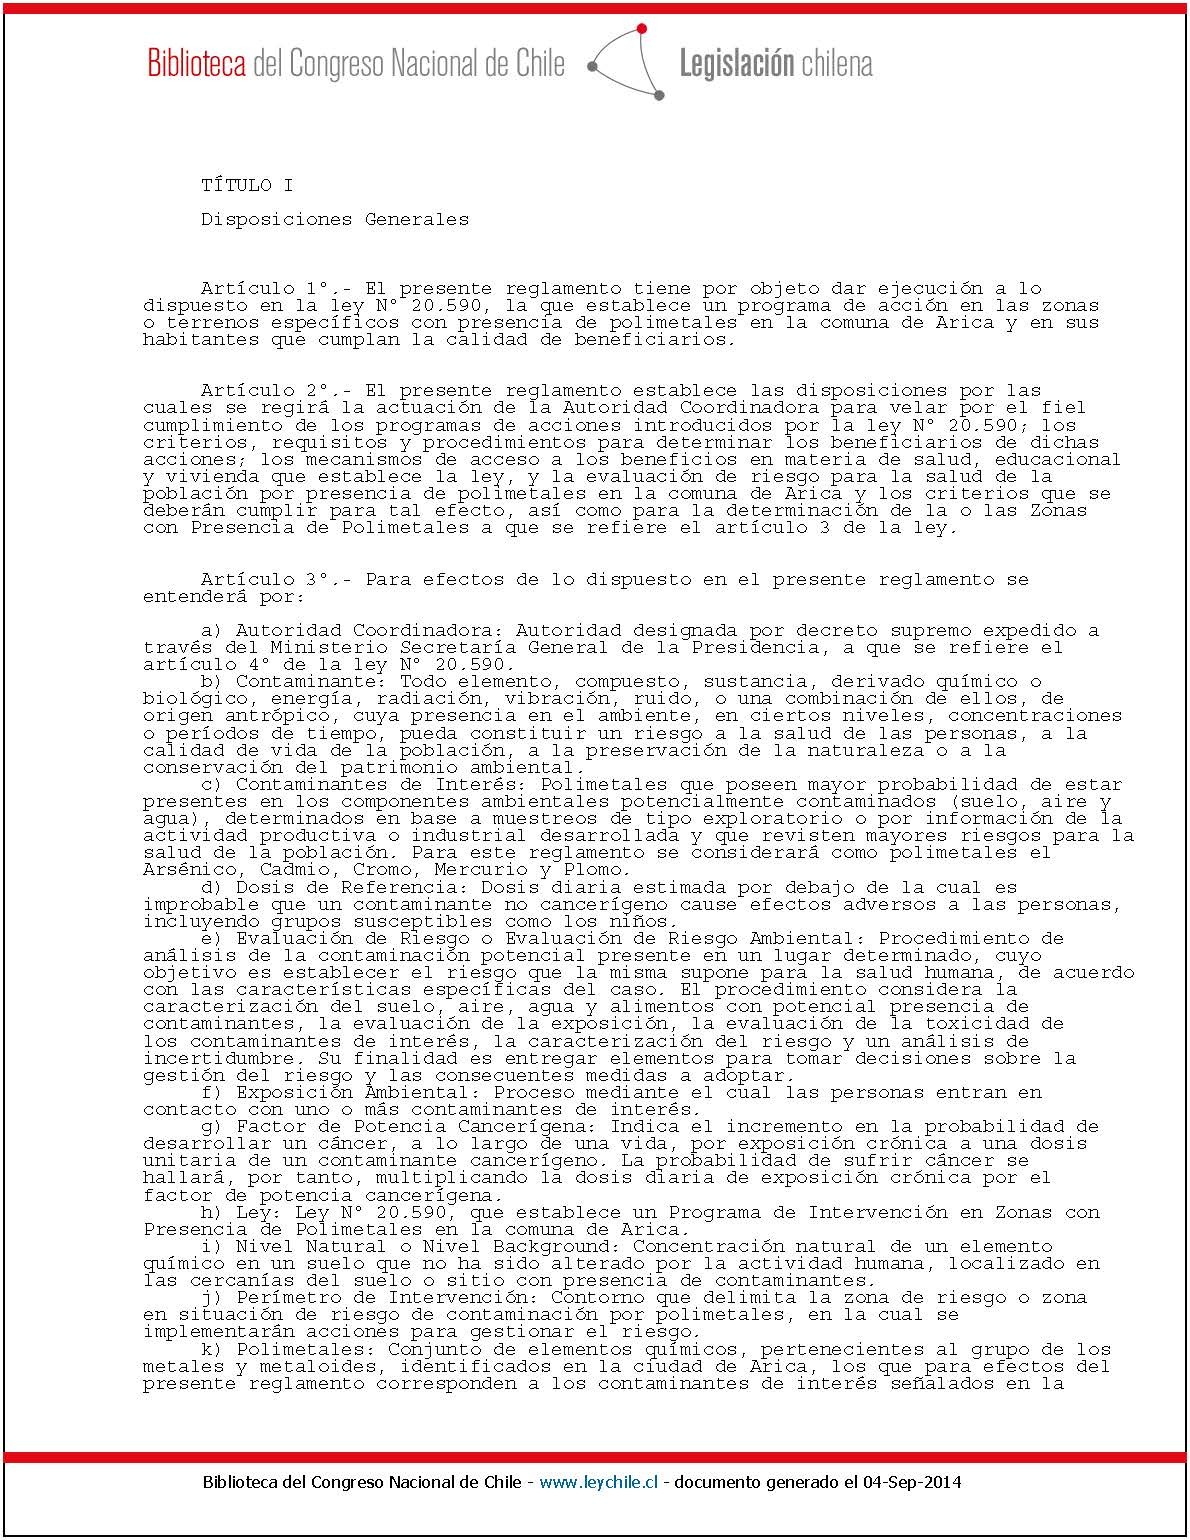 Biblioteca del Congreso Nacional de Chile Legislación chilena
TÍTULO I
Disposiciones Generales
Artículo 1°.- El presente reglamento tiene por objeto dar ejecución a lo
dispuesto en la ley N° 20.590, la que establece un programa de acción en las zonas
o terrenos específicos con presencia de polimetales en la comuna de Arica y en sus
habitantes que cumplan la calidad de beneficiarios.
Artículo 2°.- El presente reglamento establece las disposiciones por las
cuales se regirá la actuación de la Autoridad Coordinadora para velar por el fiel
cumplimiento de los programas de acciones introducidos por la ley N° 20.590; los
criterios, requisitos y procedimientos para determinar los beneficiarios de dichas
acciones; los mecanismos de acceso a los beneficios en materia de salud, educacional
y vivienda que establece la ley, y la evaluación de riesgo para la salud de la
población por presencia de polimetales en la comuna de Arica y los criterios que se
deberán cumplir para tal efecto, así como para la determinación de la o las Zonas
con Presencia de Polimetales a que se refiere el artículo 3 de la ley.
Artículo 3°.- Para efectos de lo dispuesto en el presente reglamento se
entenderá por:
a) Autoridad Coordinadora: Autoridad designada por decreto supremo expedido a
través del Ministerio Secretaría General de la Presidencia, a que se refiere el
artículo 4° de la ley N° 20.590.
b) Contaminante: Todo elemento, compuesto, sustancia, derivado químico o
biológico, energía, radiación, vibración, ruido, o una combinación de ellos, de
origen antrópico, cuya presencia en el ambiente, en ciertos niveles, concentraciones
o períodos de tiempo, pueda constituir un riesgo a la salud de las personas, a la
calidad de vida de la población, a la preservación de la naturaleza o a la
conservación del patrimonio ambiental.
c) Contaminantes de Interés: Polimetales que poseen mayor probabilidad de estar
presentes en los componentes ambientales potencialmente contaminados (suelo, aire y
agua), determinados en base a muestreos de tipo exploratorio o por información de la
actividad productiva o industrial desarrollada y que revisten mayores riesgos para la
salud de la población. Para este reglamento se considerará como polimetales el
Arsénico, Cadmio, Cromo, Mercurio y Plomo.
d) Dosis de Referencia: Dosis diaria estimada por debajo de la cual es
improbable que un contaminante no cancerígeno cause efectos adversos a las personas,
incluyendo grupos susceptibles como los niños.
e) Evaluación de Riesgo o Evaluación de Riesgo Ambiental: Procedimiento de
análisis de la contaminación potencial presente en un lugar determinado, cuyo
objetivo es establecer el riesgo que la misma supone para la salud humana, de acuerdo
con las características específicas del caso. El procedimiento considera la
caracterización del suelo, aire, agua y alimentos con potencial presencia de
contaminantes, la evaluación de la exposición, la evaluación de la toxicidad de
los contaminantes de interés, la caracterización del riesgo y un análisis de
incertidumbre. Su finalidad es entregar elementos para tomar decisiones sobre la
gestión del riesgo y las consecuentes medidas a adoptar.
f) Exposición Ambiental: Proceso mediante el cual las personas entran en
contacto con uno o más contaminantes de interés.
g) Factor de Potencia Cancerígena: Indica el incremento en la probabilidad de
desarrollar un cáncer, a lo largo de una vida, por exposición crónica a una dosis
unitaria de un contaminante cancerígeno. La probabilidad de sufrir cáncer se
hallará, por tanto, multiplicando la dosis diaria de exposición crónica por el
factor de potencia cancerígena.
h) Ley: Ley N° 20.590, que establece un Programa de Intervención en Zonas con
Presencia de Polimetales en la comuna de Arica.
i) Nivel Natural o Nivel Background: Concentración natural de un elemento
químico en un suelo que no ha sido alterado por la actividad humana, localizado en
las cercanías del suelo o sitio con presencia de contaminantes.
j) Perímetro de Intervención: Contorno que delimita la zona de riesgo o zona
en situación de riesgo de contaminación por polimetales, en la cual se
implementarán acciones para gestionar el riesgo.
k) Polimetales: Conjunto de elementos químicos, pertenecientes al grupo de los
metales y metaloides, identificados en la ciudad de Arica, los que para efectos del
presente reglamento corresponden a los contaminantes de interés señalados en la
Biblioteca del Congreso Nacional de Chile - www.leychile.cl - documento generado el 04-Sep-2014